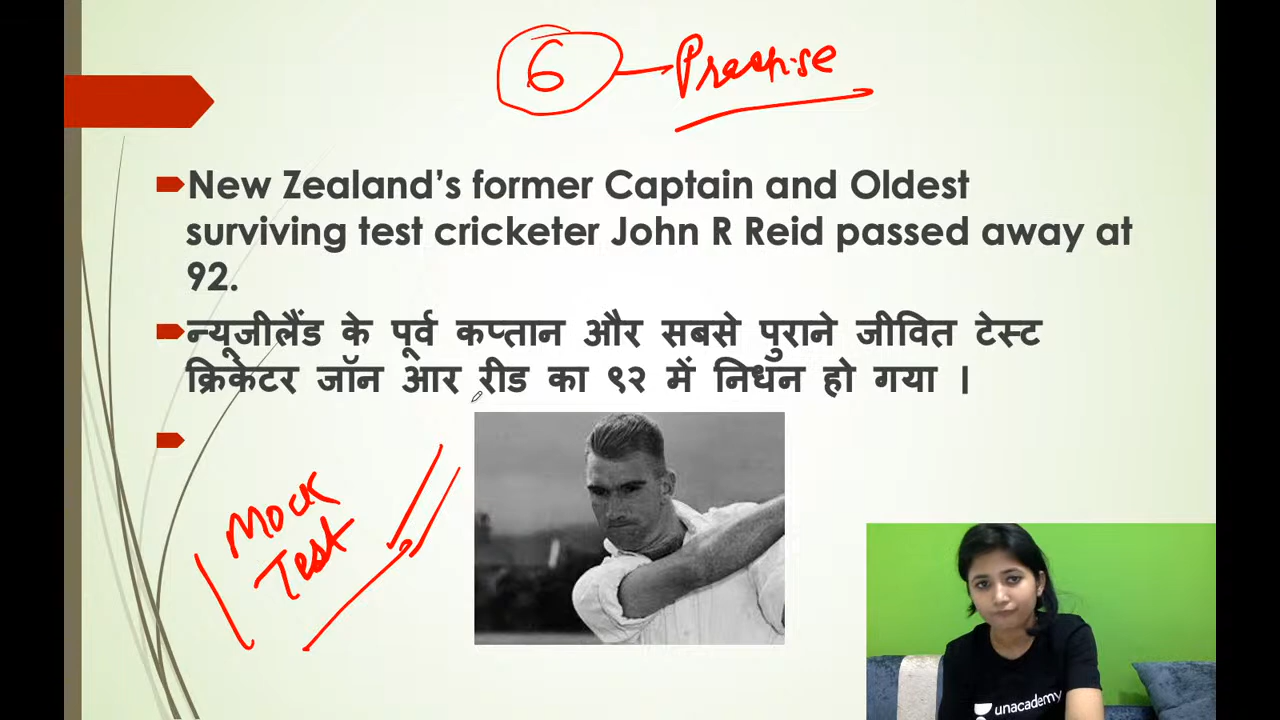 6 Precpise
New Zealand's former Captain and Oldest
surviving test cricketer John R Reid passed away at
92.
न्यूजीलैंड के पूर्व कप्तान और सबसे पुराने जीवित टेस्ट
क्रिकेटर जॉन आर रीड का ९२ में निधन हो गया ।
Mock
Test
unacademy